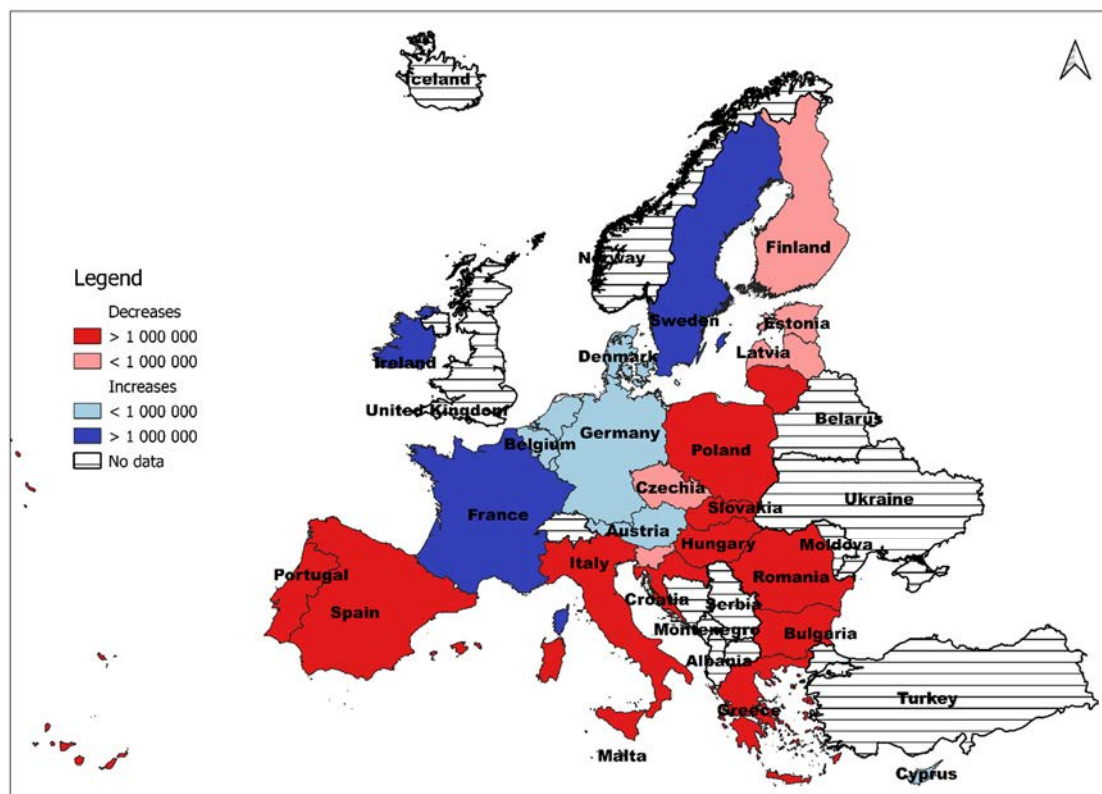 Iceland
Norway
Finland
Sweden
Estonia
Latvia
Legend
Decreases
> 1 000 000
< 1 000 000
Increases
< 1 000 000
> 1 000 000
No data
Ireland
Denmark
United Kingdom
Belarus
Belgium
Germany
Poland
Czechia
Ukraine
Slovakia
France
Austria
Hungary
Moldova
Italy
Romania
Portugal
Spain
Croatia
Serbia
Montenegro
Bulgaria
Albania
Turkey
Greece
Malta
Cyprus